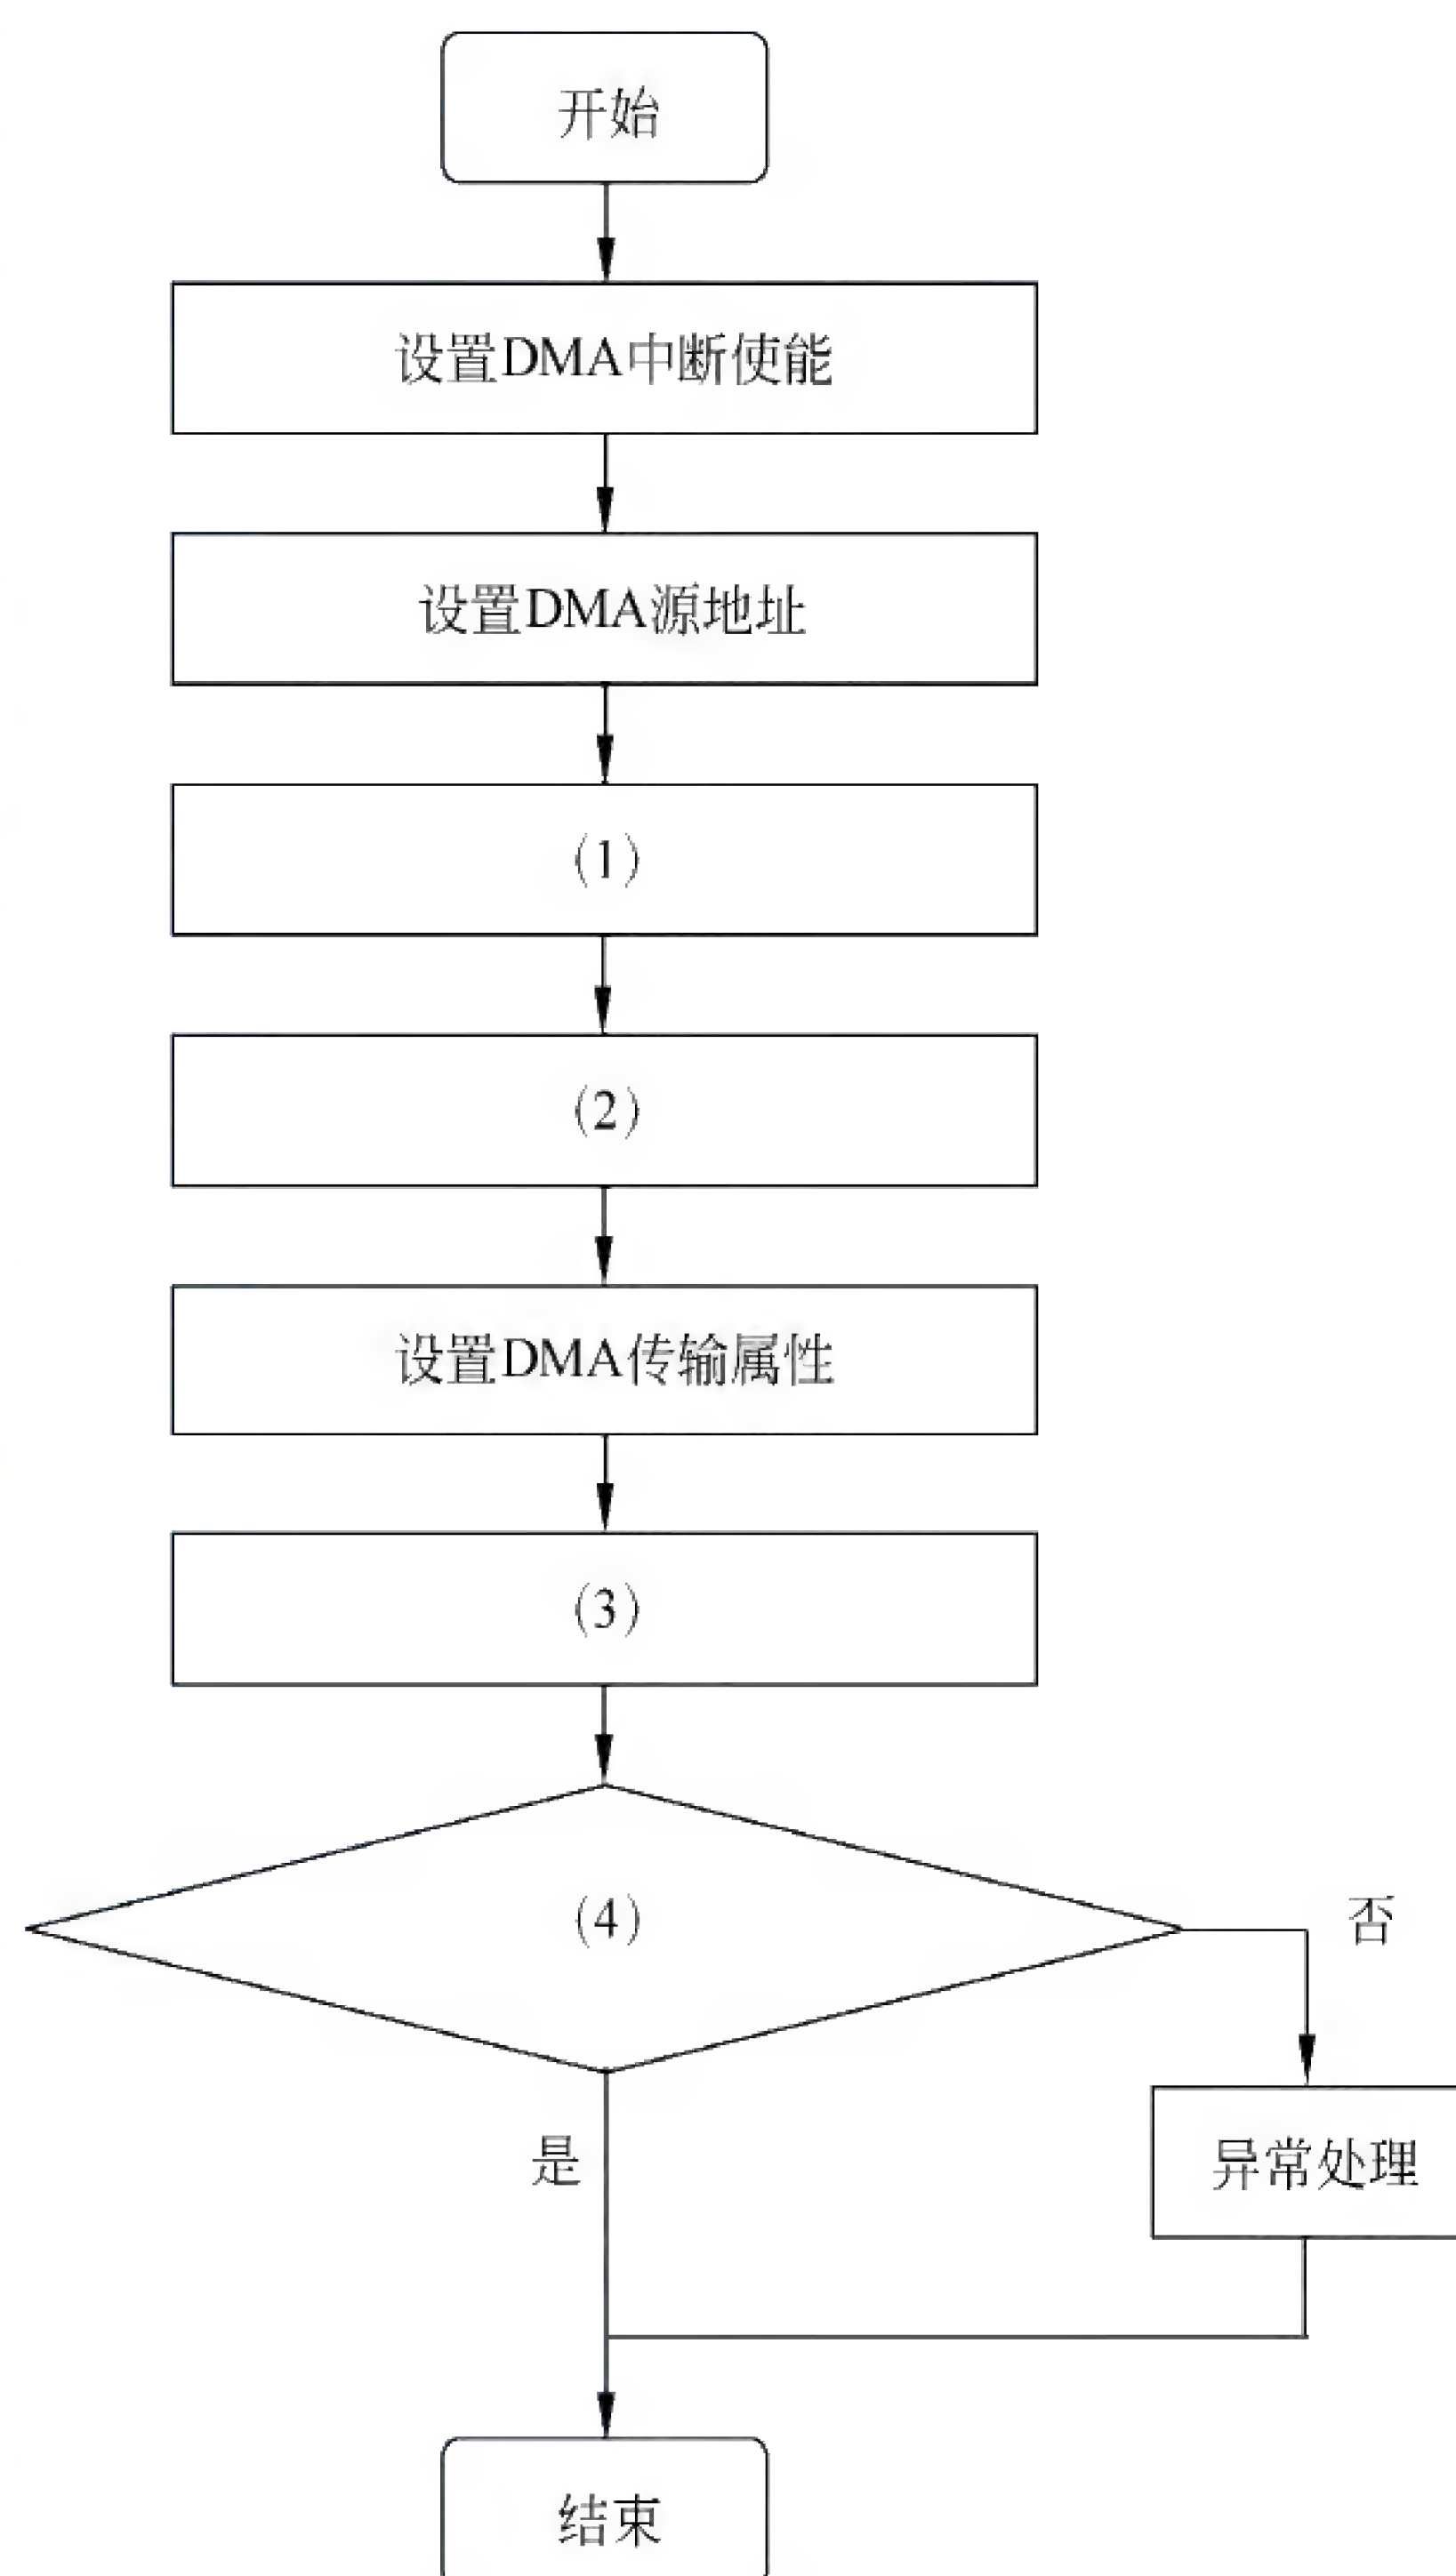 开始
设置DMA中断使能
设置DMA源地址
(1)
(2)
设置DMA传输属性
(3)
(4)
否
是
异常处理
结束